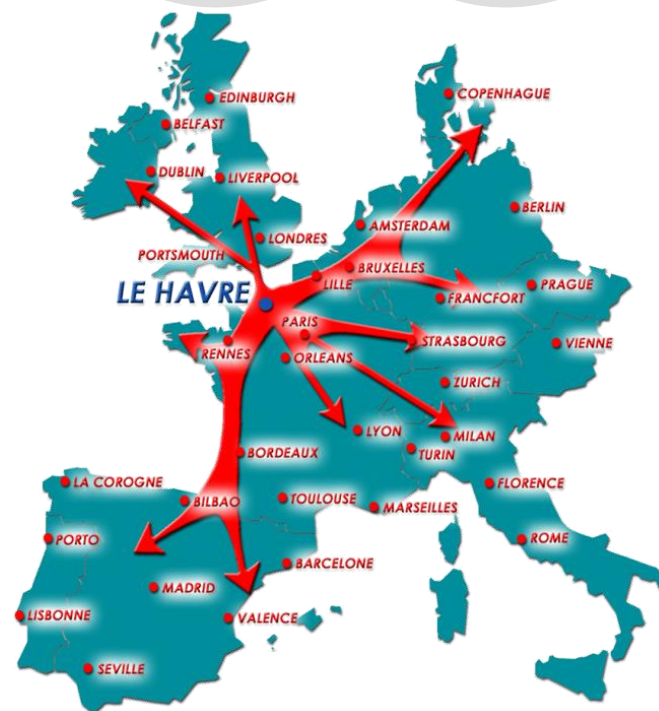 COPENHAGUE
EDINBURGH
BELFAST
DUBLIN
LIVERPOOL
BERLIN
AMSTERDAM
LONDRES
PORTSMOUTH
BRUXELLES
LILLE
PRAGUE
LE HAVRE
FRANCFORT
PARIS
STRASBOURG
VIENNE
RENNES
ORLEANS
ZURICH
LYON
MILAN
TURIN
BORDEAUX
LA COROGNE
FLORENCE
BILBAO
TOULOUSE
MARSEILLES
PORTO
ROME
BARCELONE
MADRID
LISBONNE
VALENCE
SEVILLE